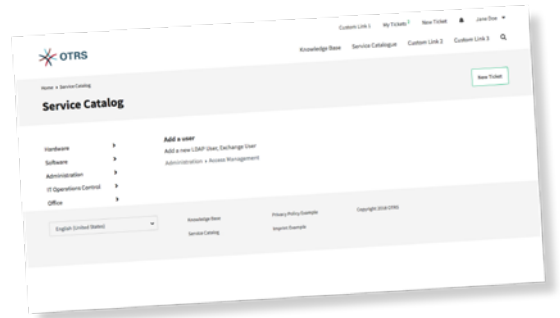 Custom Link 1 My Tickets 2 New Ticket Jane Doe
OTRS
Knowledge Base Service Catalogue Custom Link 2 Custom Link 3
Home > Service Catalog
Service Catalog
New Ticket
Hardware
Software
Administration
IT Operations Control
Office
Add a user
Add a new LDAP User, Exchange User
Administration > Access Management
English (United States)
Knowledge Base
Service Catalog
Privacy Policy Example
Imprint Example
Copyright 2018 OTRS